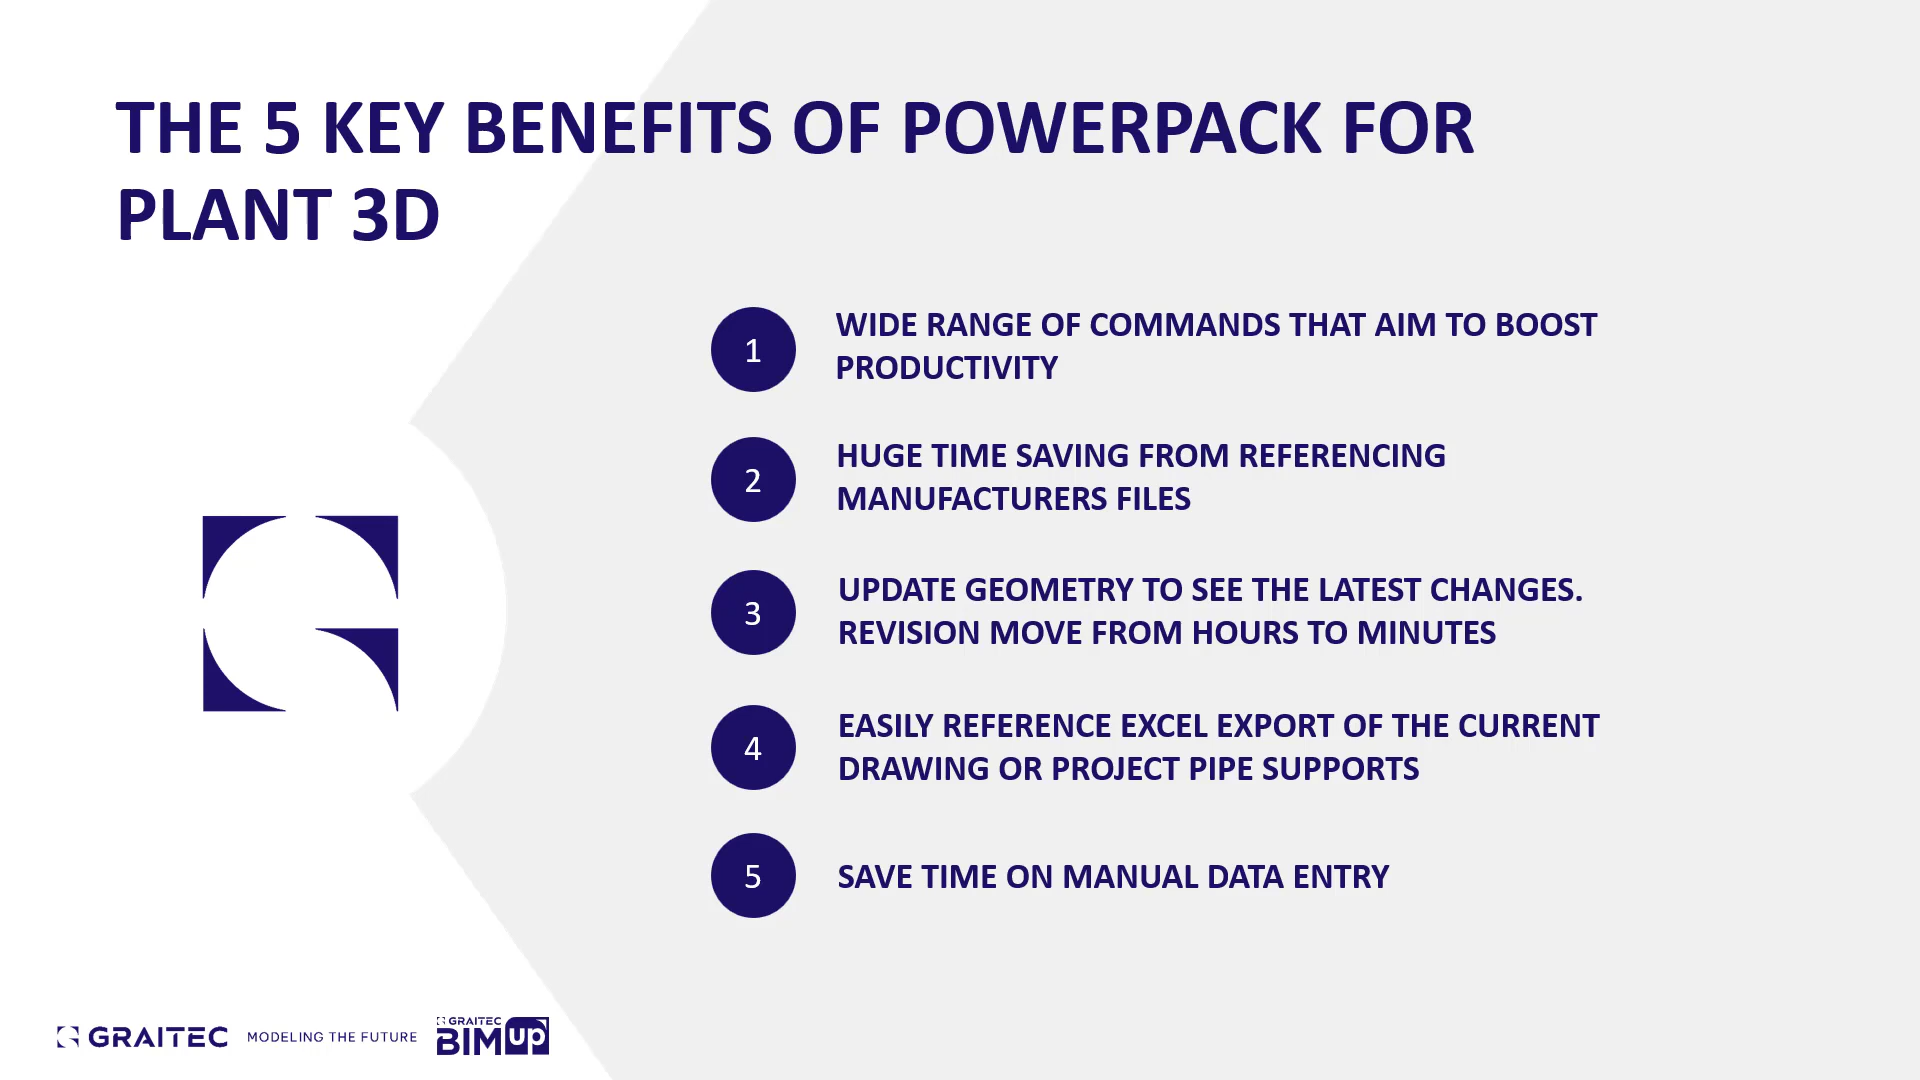 THE 5 KEY BENEFITS OF POWERPACK FOR
PLANT 3D
1
WIDE RANGE OF COMMANDS THAT AIM TO BOOST
PRODUCTIVITY
2
HUGE TIME SAVING FROM REFERENCING
MANUFACTURERS FILES
3
UPDATE GEOMETRY TO SEE THE LATEST CHANGES.
REVISION MOVE FROM HOURS TO MINUTES
4
EASILY REFERENCE EXCEL EXPORT OF THE CURRENT
DRAWING OR PROJECT PIPE SUPPORTS
5
SAVE TIME ON MANUAL DATA ENTRY
GRAITEC MODELING THE FUTURE
GRAITEC
BIM up